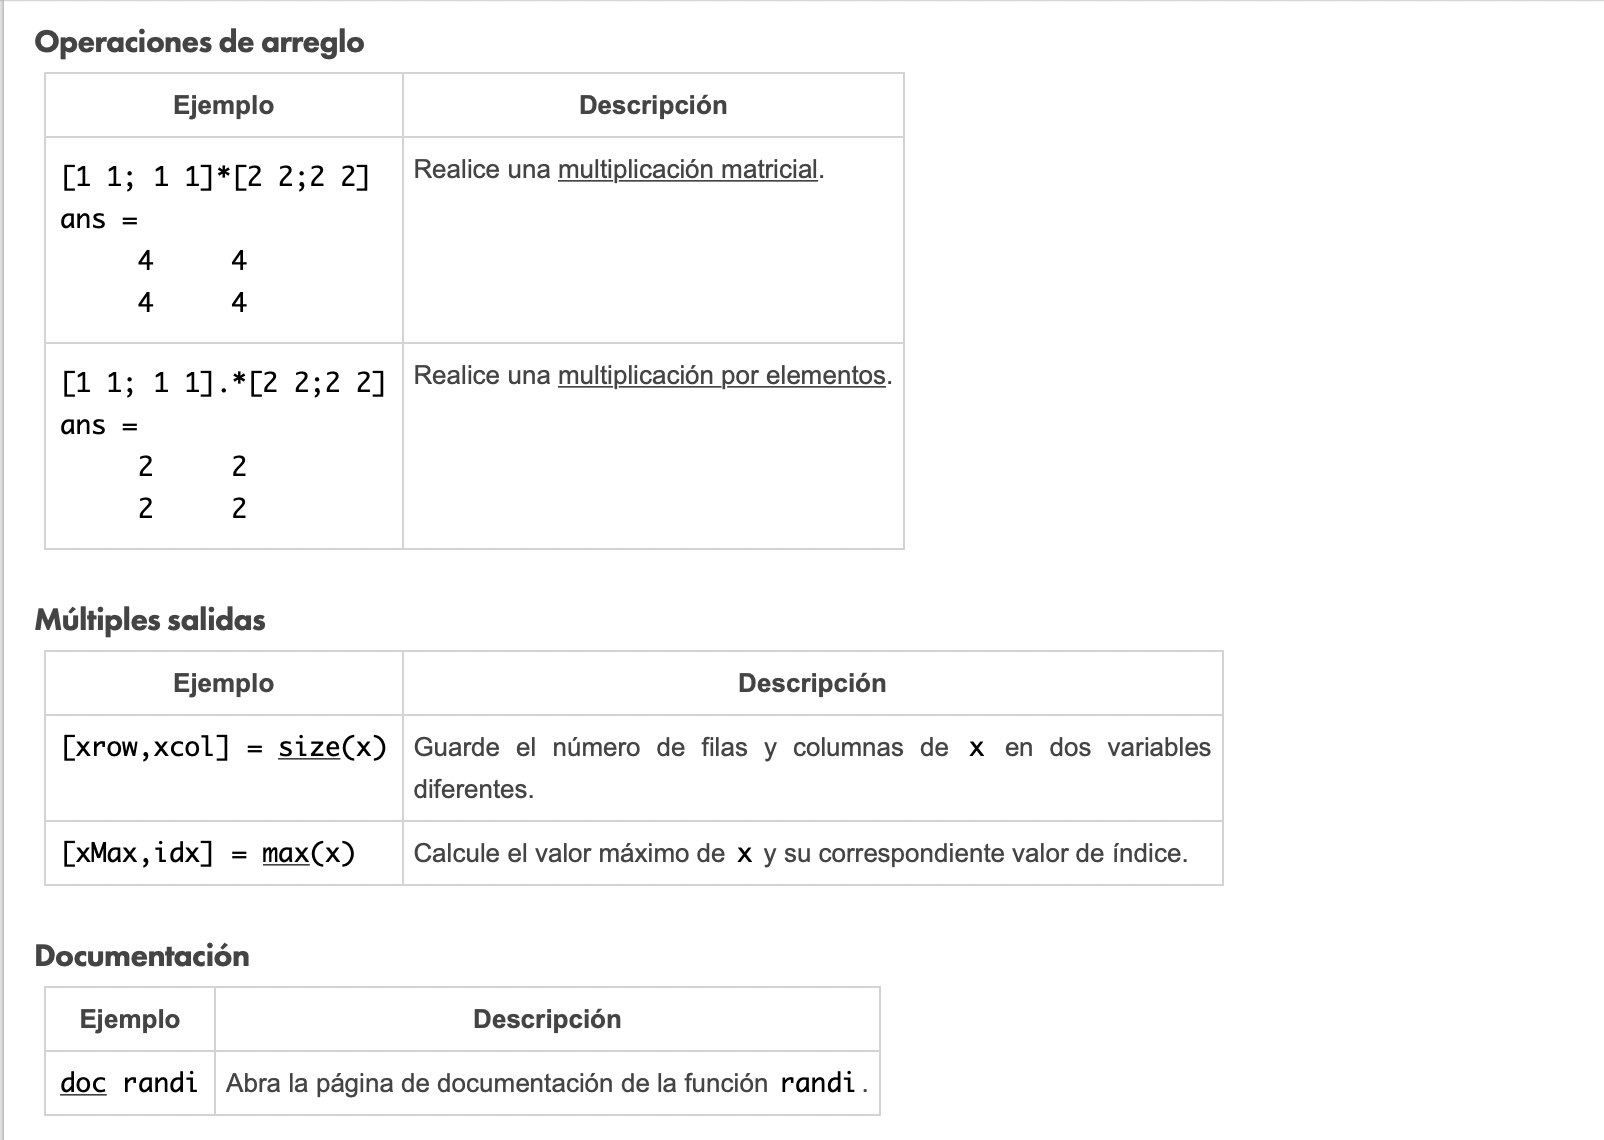 Operaciones de arreglo
Ejemplo
Descripción
[1 1; 1 1]*[2 2;2 2]
ans =
4 4
4 4
Realice una multiplicación matricial.
[1 1; 1 1].*[2 2;2 2]
ans =
2 2
2 2
Realice una multiplicación por elementos.
Múltiples salidas
Ejemplo
Descripción
[xrow,xcol] = size(x)
Guarde el número de filas y columnas de x en dos variables
diferentes.
[xMax,idx] = max(x)
Calcule el valor máximo de x y su correspondiente valor de índice.
Documentación
Ejemplo
Descripción
doc randi
Abra la página de documentación de la función randi.